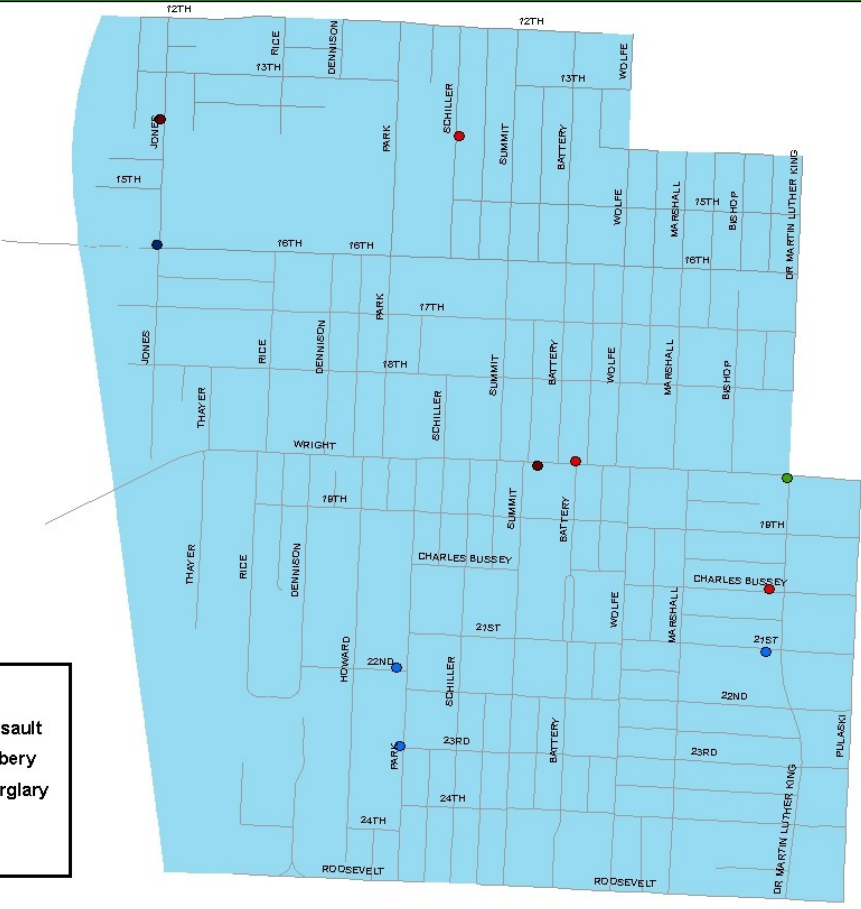 12TH
12TH
RICE
DENNISON
WOLFE
13TH
13TH
JONES
PARK
SCHILLER
SUMMIT
BATTERY
DR MARTIN LUTHER KING
15TH
WOLFE
MARSHALL
15TH
BISHOP
16TH
16TH
16TH
PARK
17TH
JONES
RICE
DENNISON
18TH
SUMMIT
BATTERY
WOLFE
MARSHALL
BISHOP
THAYER
SCHILLER
WRIGHT
19TH
SUMMIT
BATTERY
19TH
THAYER
RICE
DENNISON
CHARLES BUSSEY
CHARLES BUSSEY
WOLFE
MARSHALL
21ST
21ST
HOWARD
22ND
SCHILLER
22ND
sault
bery
rglary
PARK
23RD
BATTERY
23RD
PULASKI
24TH
24TH
DR MARTIN LUTHER KING
ROOSEVELT
ROOSEVELT